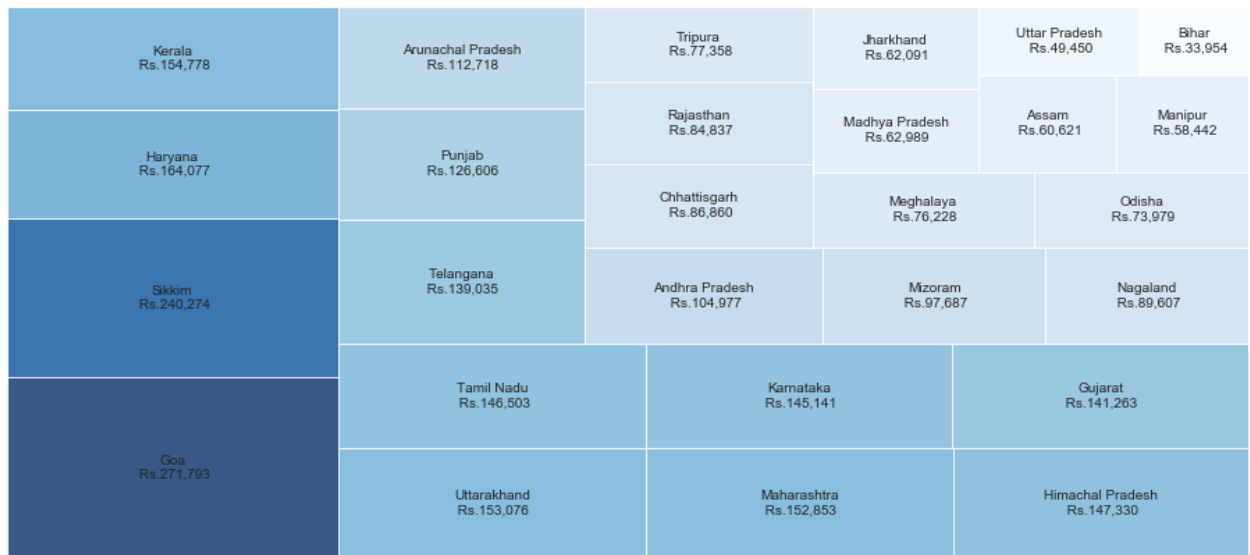 Kerala
Rs.154,778
Haryana
Rs.164,077
Sikkim
Rs.240,274
Goa
Rs.271,793
Arunachal Pradesh
Rs.112,718
Punjab
Rs.126,606
Telangana
Rs.139,035
Tripura
Rs.77,358
Rajasthan
Rs.84,837
Chhattisgarh
Rs.86,860
Jharkhand
Rs.62,091
Madhya Pradesh
Rs.62,989
Uttar Pradesh
Rs.49,450
Bihar
Rs.33,954
Assam
Rs.60,621
Manipur
Rs.58,442
Meghalaya
Rs.76,228
Odisha
Rs.73,979
Andhra Pradesh
Rs.104,977
Mizoram
Rs.97,687
Nagaland
Rs.89,607
Tamil Nadu
Rs.146,503
Karnataka
Rs.145,141
Gujarat
Rs.141,263
Uttarakhand
Rs.153,076
Maharashtra
Rs.152,853
Himachal Pradesh
Rs.147,330